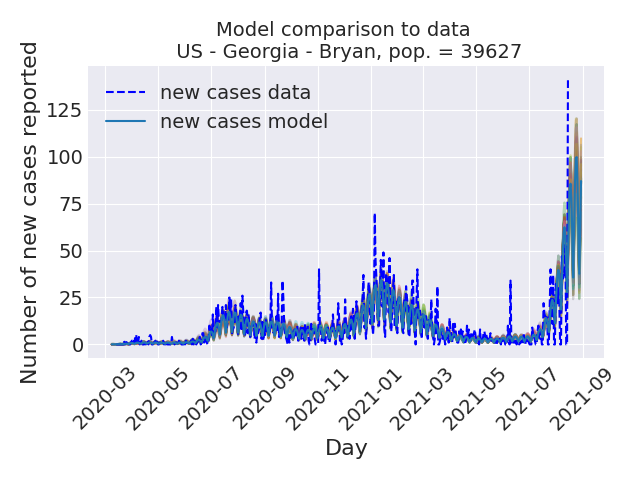 Model comparison to data
US - Georgia - Bryan, pop. = 39627
Number of new cases reported
new cases data
new cases model
125
100
75
50
25
0
2020-03
2020-05
2020-07
2020-09
2020-11
2021-01
2021-03
2021-05
2021-07
2021-09
Day